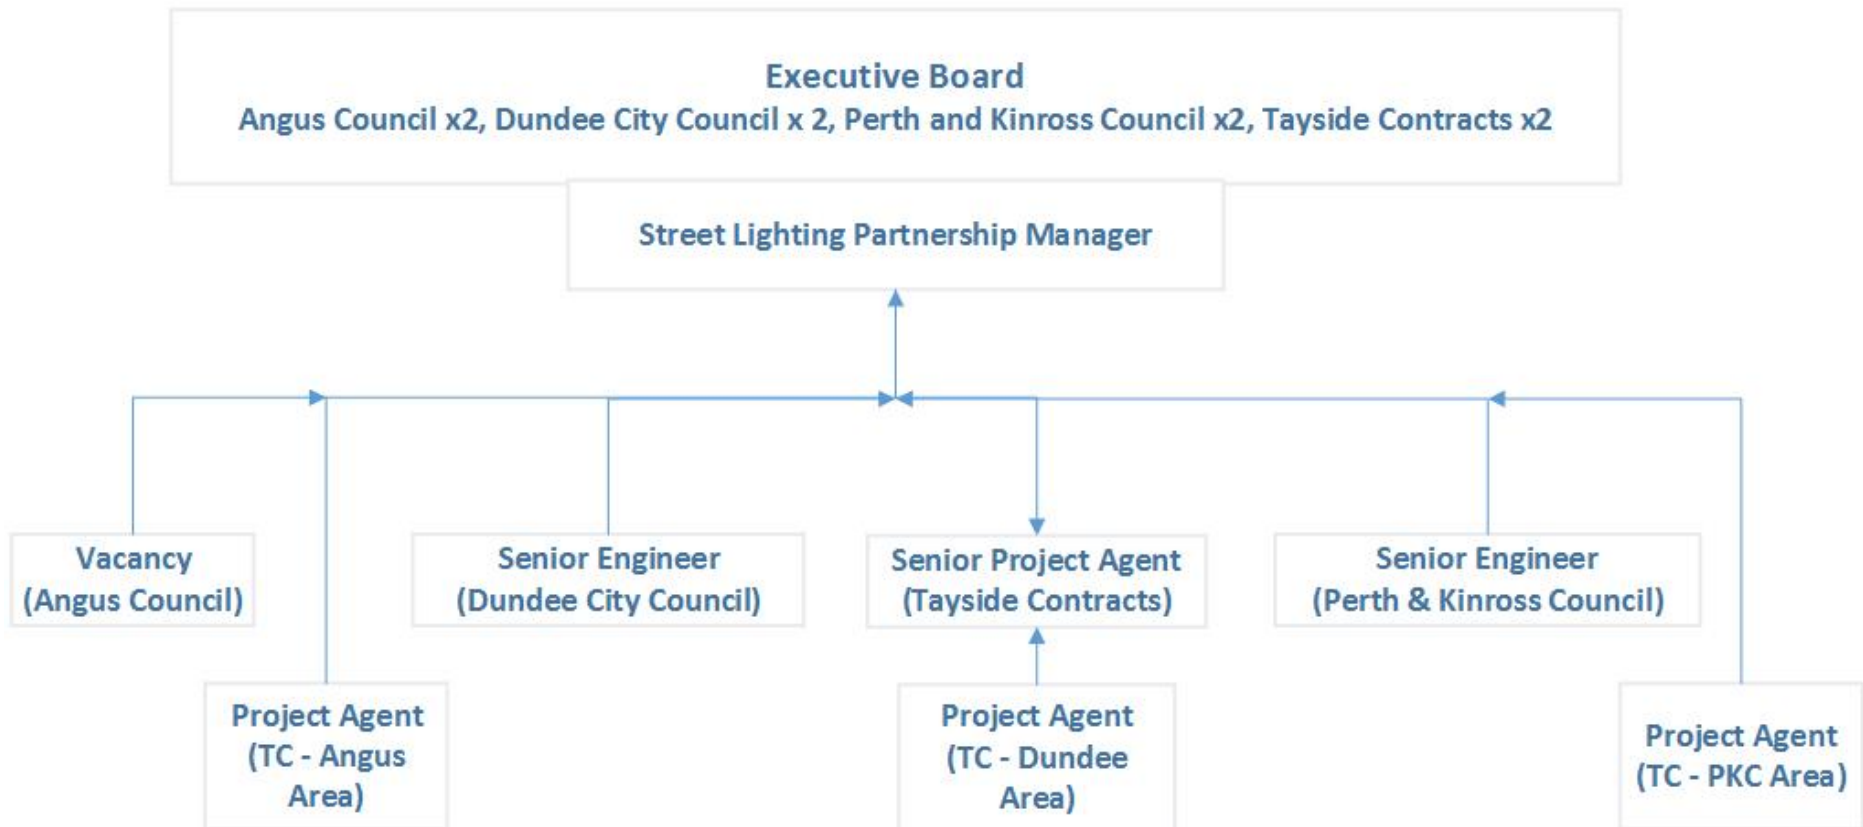 Executive Board
Angus Council x2, Dundee City Council x 2, Perth and Kinross Council x2, Tayside Contracts x2
Street Lighting Partnership Manager
Vacancy
(Angus Council)
Senior Engineer
(Dundee City Council)
Senior Project Agent
(Tayside Contracts)
Senior Engineer
(Perth & Kinross Council)
Project Agent
(TC - Angus
Area)
Project Agent
(TC - Dundee
Area)
Project Agent
(TC - PKC Area)